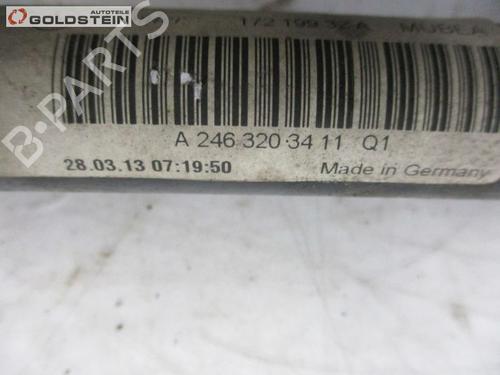 AUTOTEILE
GOLDSTEIN
172 199 32A MUBEA
B-PARTS
A 246 320 34 11 Q1
28.03.13 07:19:50 Made in Germany